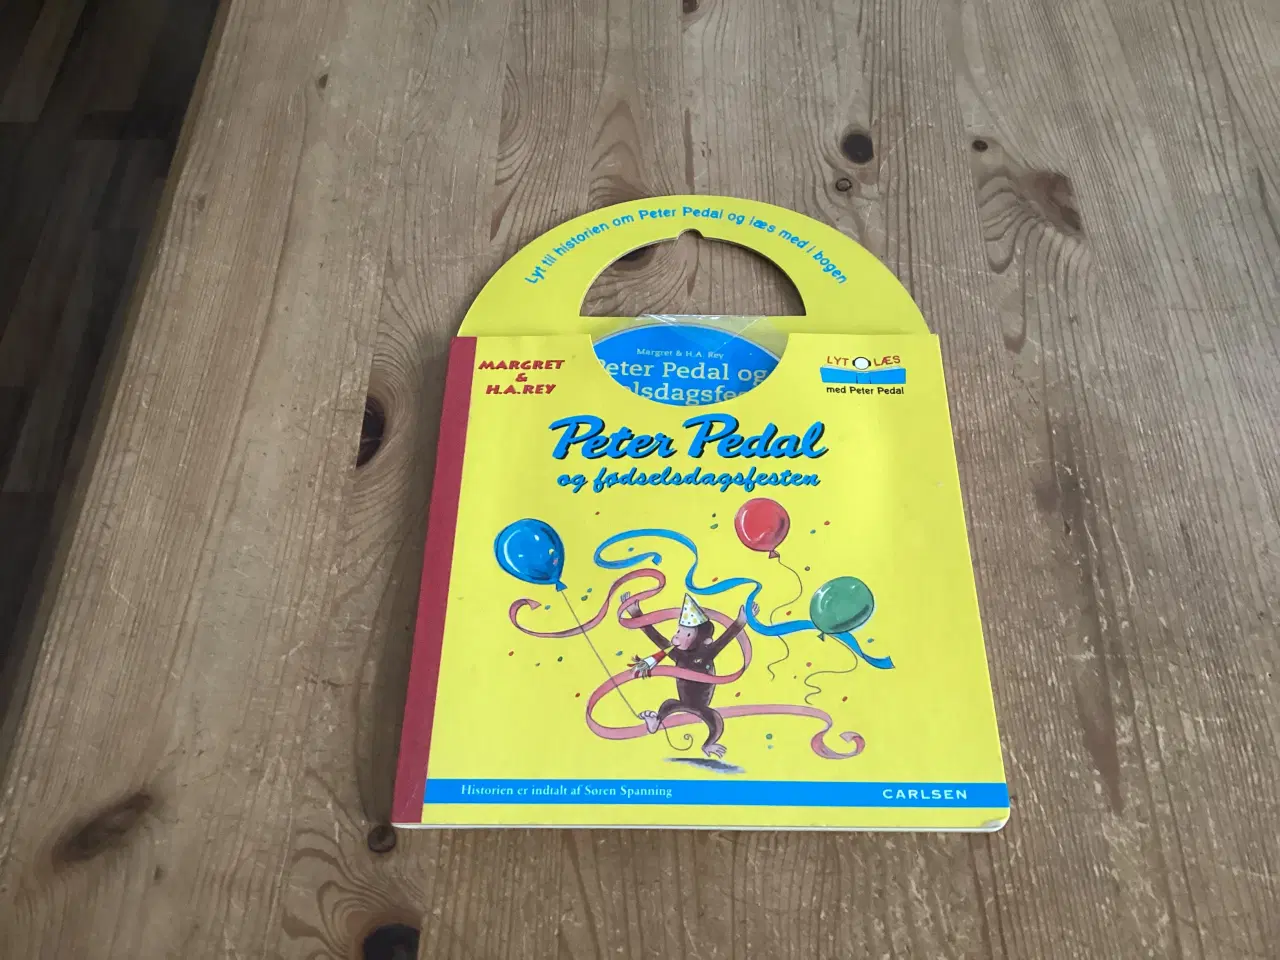 Lyt til historien om Peter Pedal og læs med i bogen
MARGRET
&
H.A.REY
Margret & H.A. Rey
Peter Pedal og
LYT LÆS
med Peter Pedal
Peter Pedal
og fødselsdagsfesten
Historien er indtalt af Søren Spanning
CARLSEN